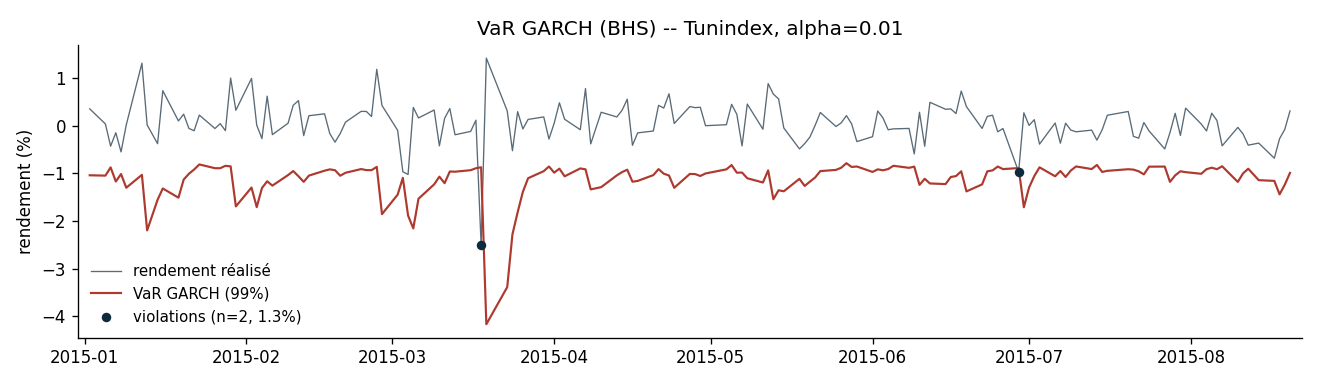 VaR GARCH (BHS) -- Tunindex, alpha=0.01
rendement (%)
1
0
−1
−2
−3
−4
rendement réalisé
VaR GARCH (99%)
violations (n=2, 1.3%)
2015-01
2015-02
2015-03
2015-04
2015-05
2015-06
2015-07
2015-08